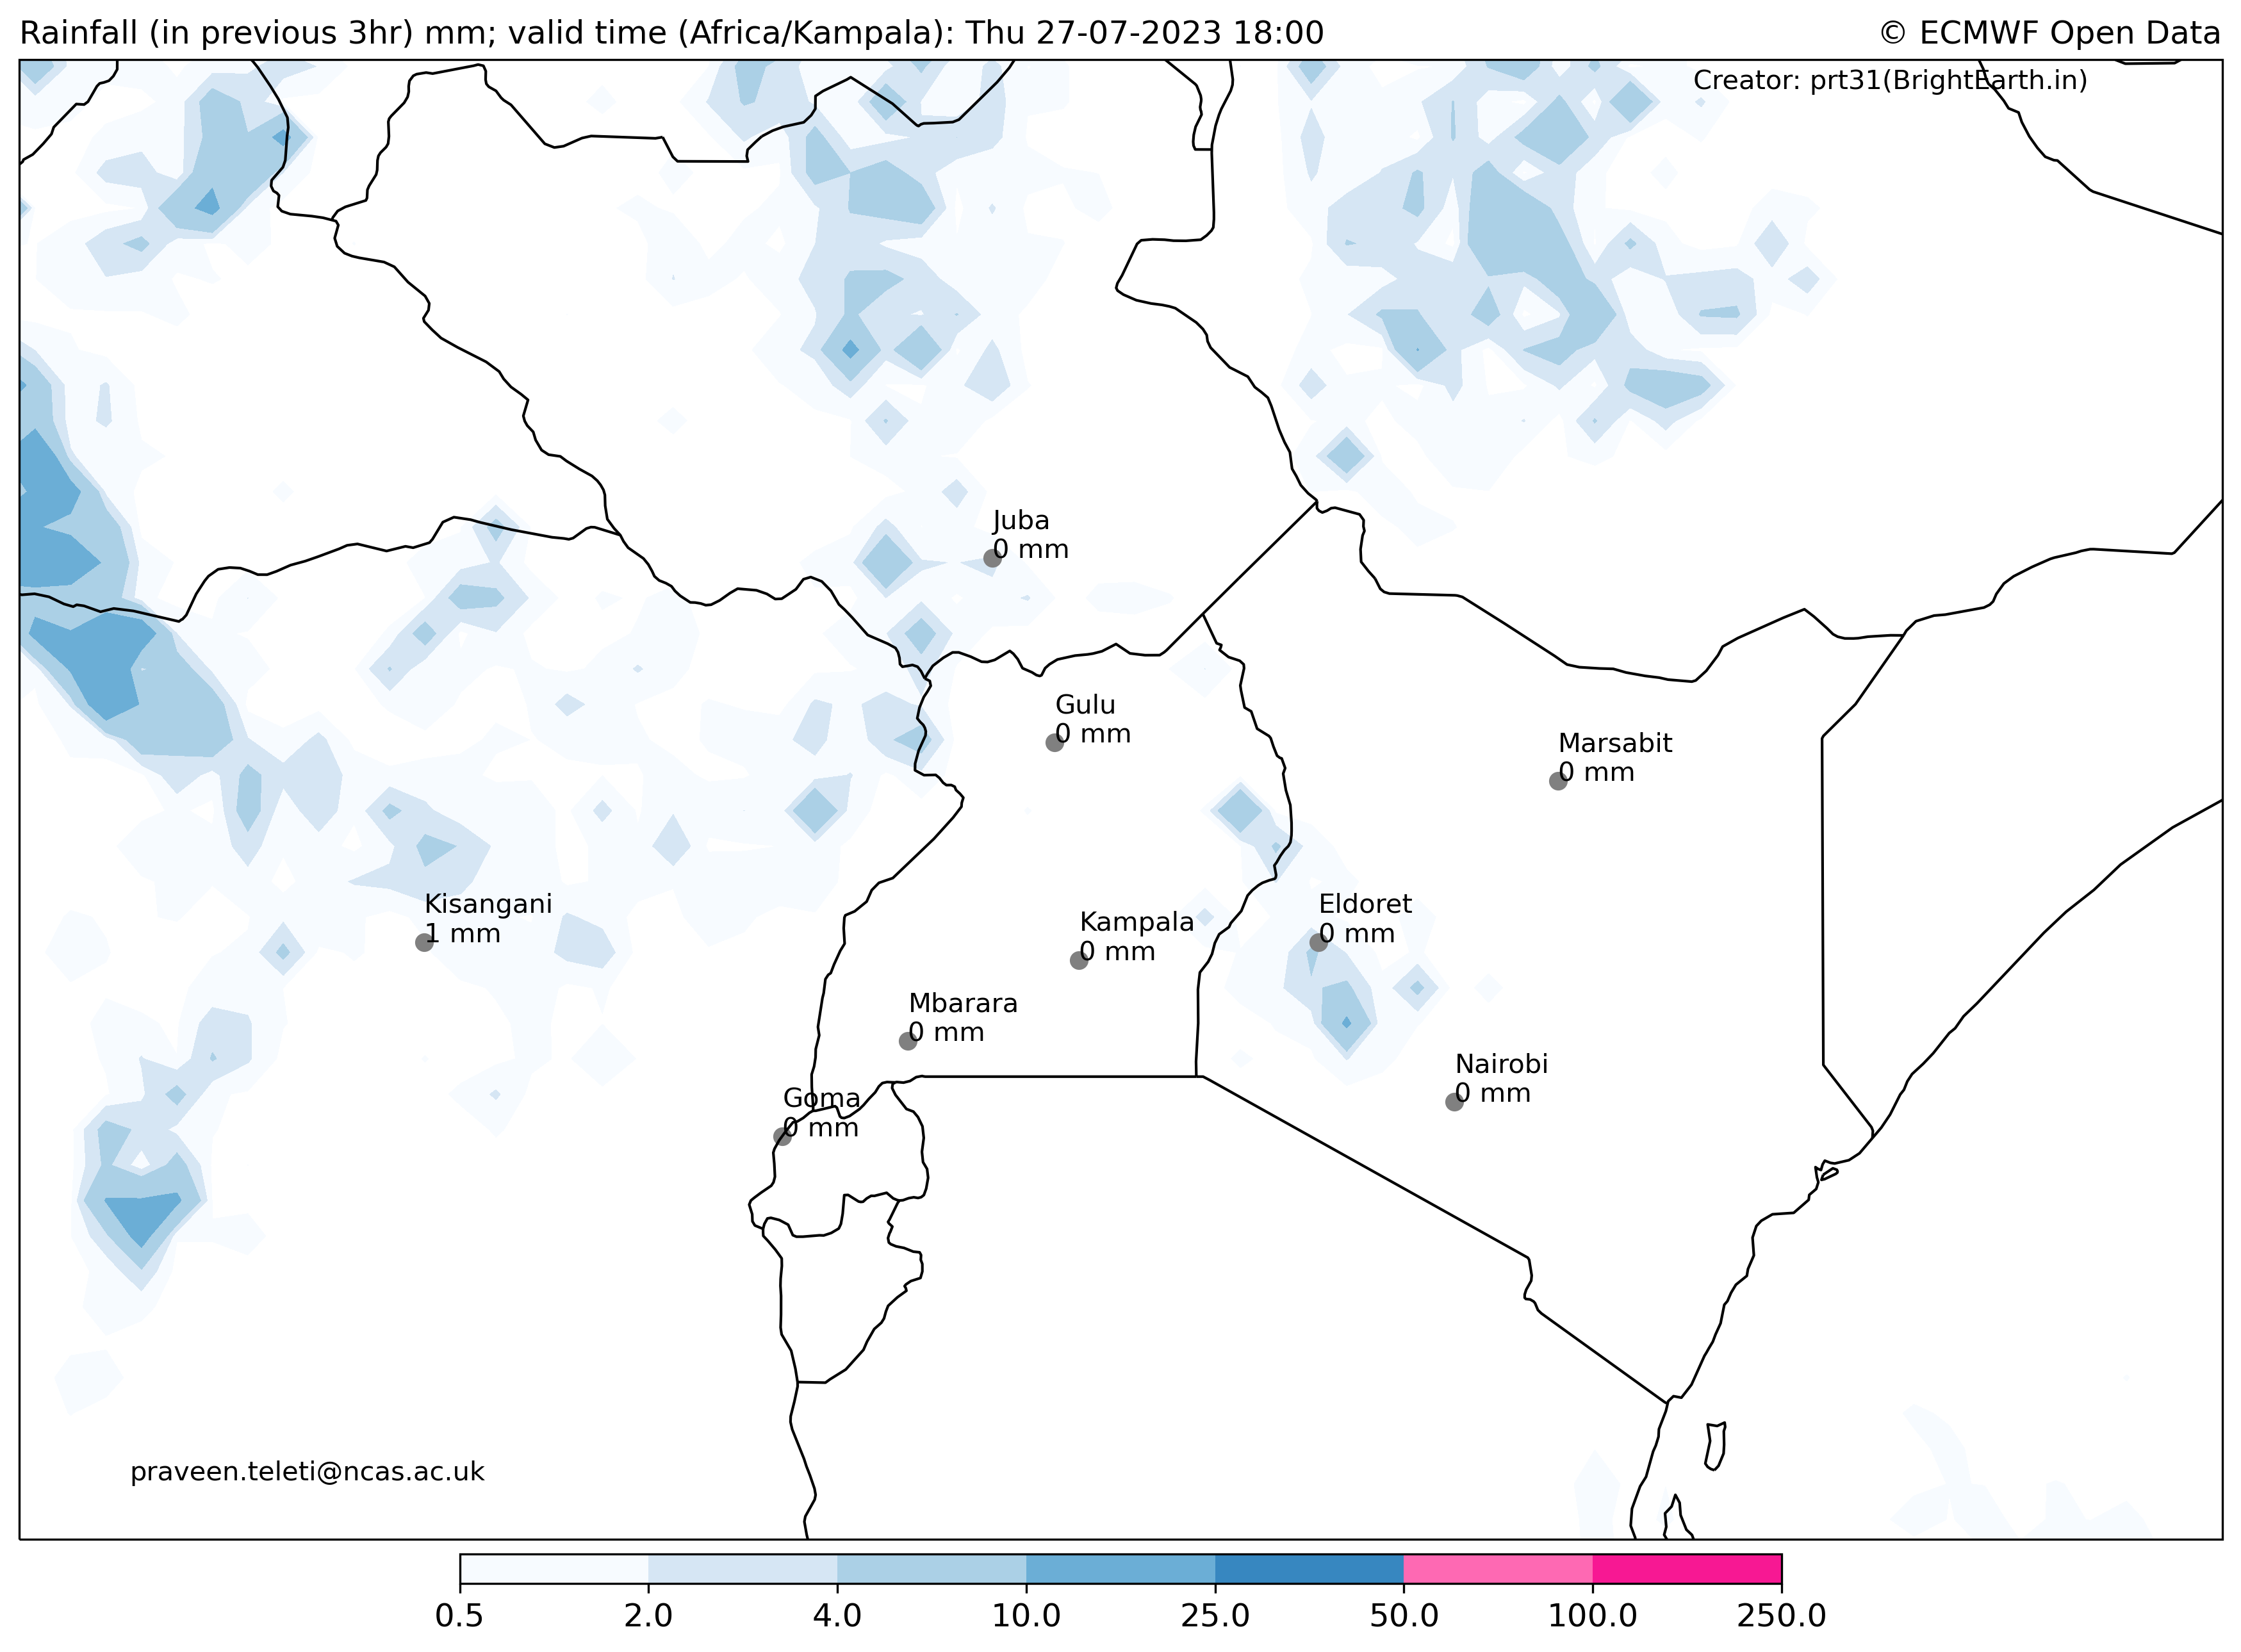 Rainfall (in previous 3hr) mm; valid time (Africa/Kampala): Thu 27-07-2023 18:00
© ECMWF Open Data
Creator: prt31(BrightEarth.in)
Juba
0 mm
Gulu
0 mm
Marsabit
0 mm
Kisangani
1 mm
Eldoret
0 mm
Kampala
0 mm
Mbarara
0 mm
Nairobi
0 mm
Goma
0 mm
praveen.teleti@ncas.ac.uk
0.5 2.0 4.0 10.0 25.0 50.0 100.0 250.0